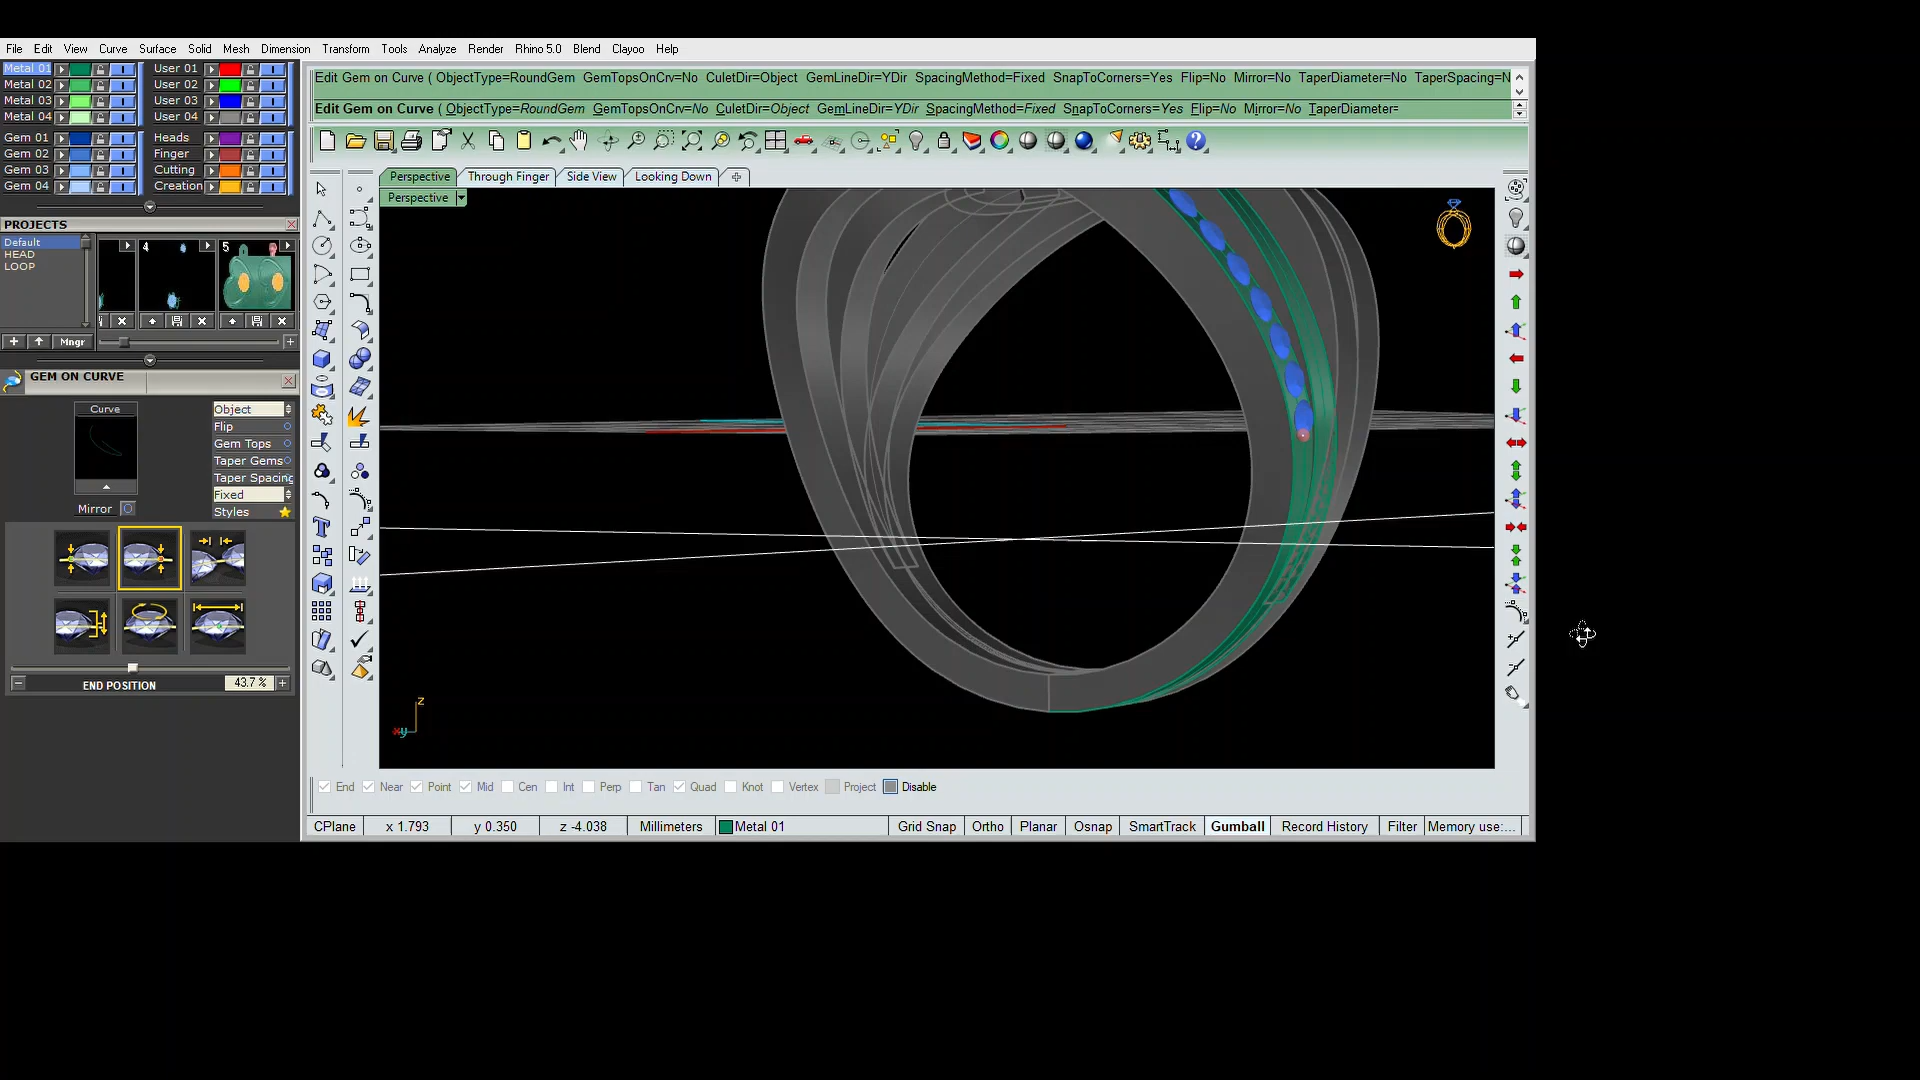 File Edit View Curve Surface Solid Mesh Dimension Transform Tools Analyze Render Rhino 5.0 Blend Clayoo Help
Metal 01 User 01
Metal 02 User 02
Metal 03 User 03
Metal 04 User 04
Gem 01 Heads
Gem 02 Finger
Gem 03 Cutting
Gem 04 Creation
Edit Gem on Curve ( ObjectType=RoundGem GemTopsOnCrv=No CuletDir=Object GemLineDir=YDir SpacingMethod=Fixed SnapToCorners=Yes Flip=No Mirror=No TaperDiameter=No TaperSpacing=N
Edit Gem on Curve ( ObjectType=RoundGem GemTopsOnCrv=No CuletDir=Object GemLineDir=YDir SpacingMethod=Fixed SnapToCorners=Yes Flip=No Mirror=No TaperDiameter=
Perspective Through Finger Side View Looking Down
Perspective
PROJECTS
Default
HEAD
LOOP
4 5
Mngr
GEM ON CURVE
Curve
Mirror
Object
Flip
Gem Tops
Taper Gems
Taper Spacing
Fixed
Styles
END POSITION 43.7 %
z
x y
End Near Point Mid Cen Int Perp Tan Quad Knot Vertex Project Disable
CPlane x 1.793 y 0.350 z -4.038 Millimeters Metal 01 Grid Snap Ortho Planar Osnap SmartTrack Gumball Record History Filter Memory use:...